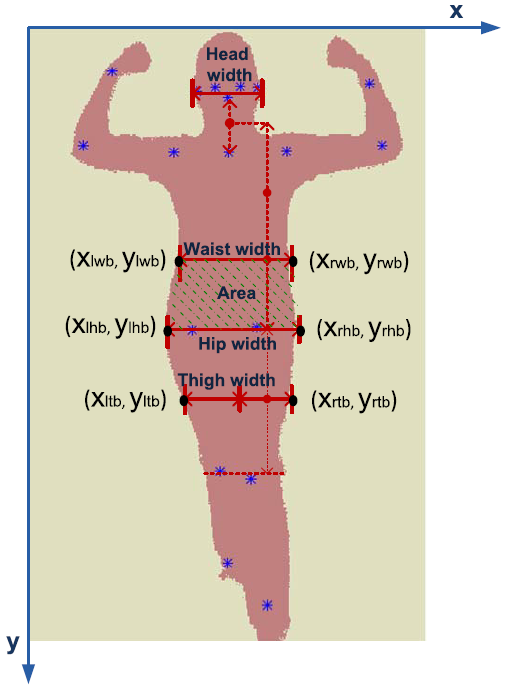 x
Head
width
Waist width
(xlwb, ylwb)
(xrwb, yrwb)
Area
(xlhb, ylhb)
(xrhb, yrhb)
Hip width
Thigh width
(xltb, yltb)
(xrtb, yrtb)
y